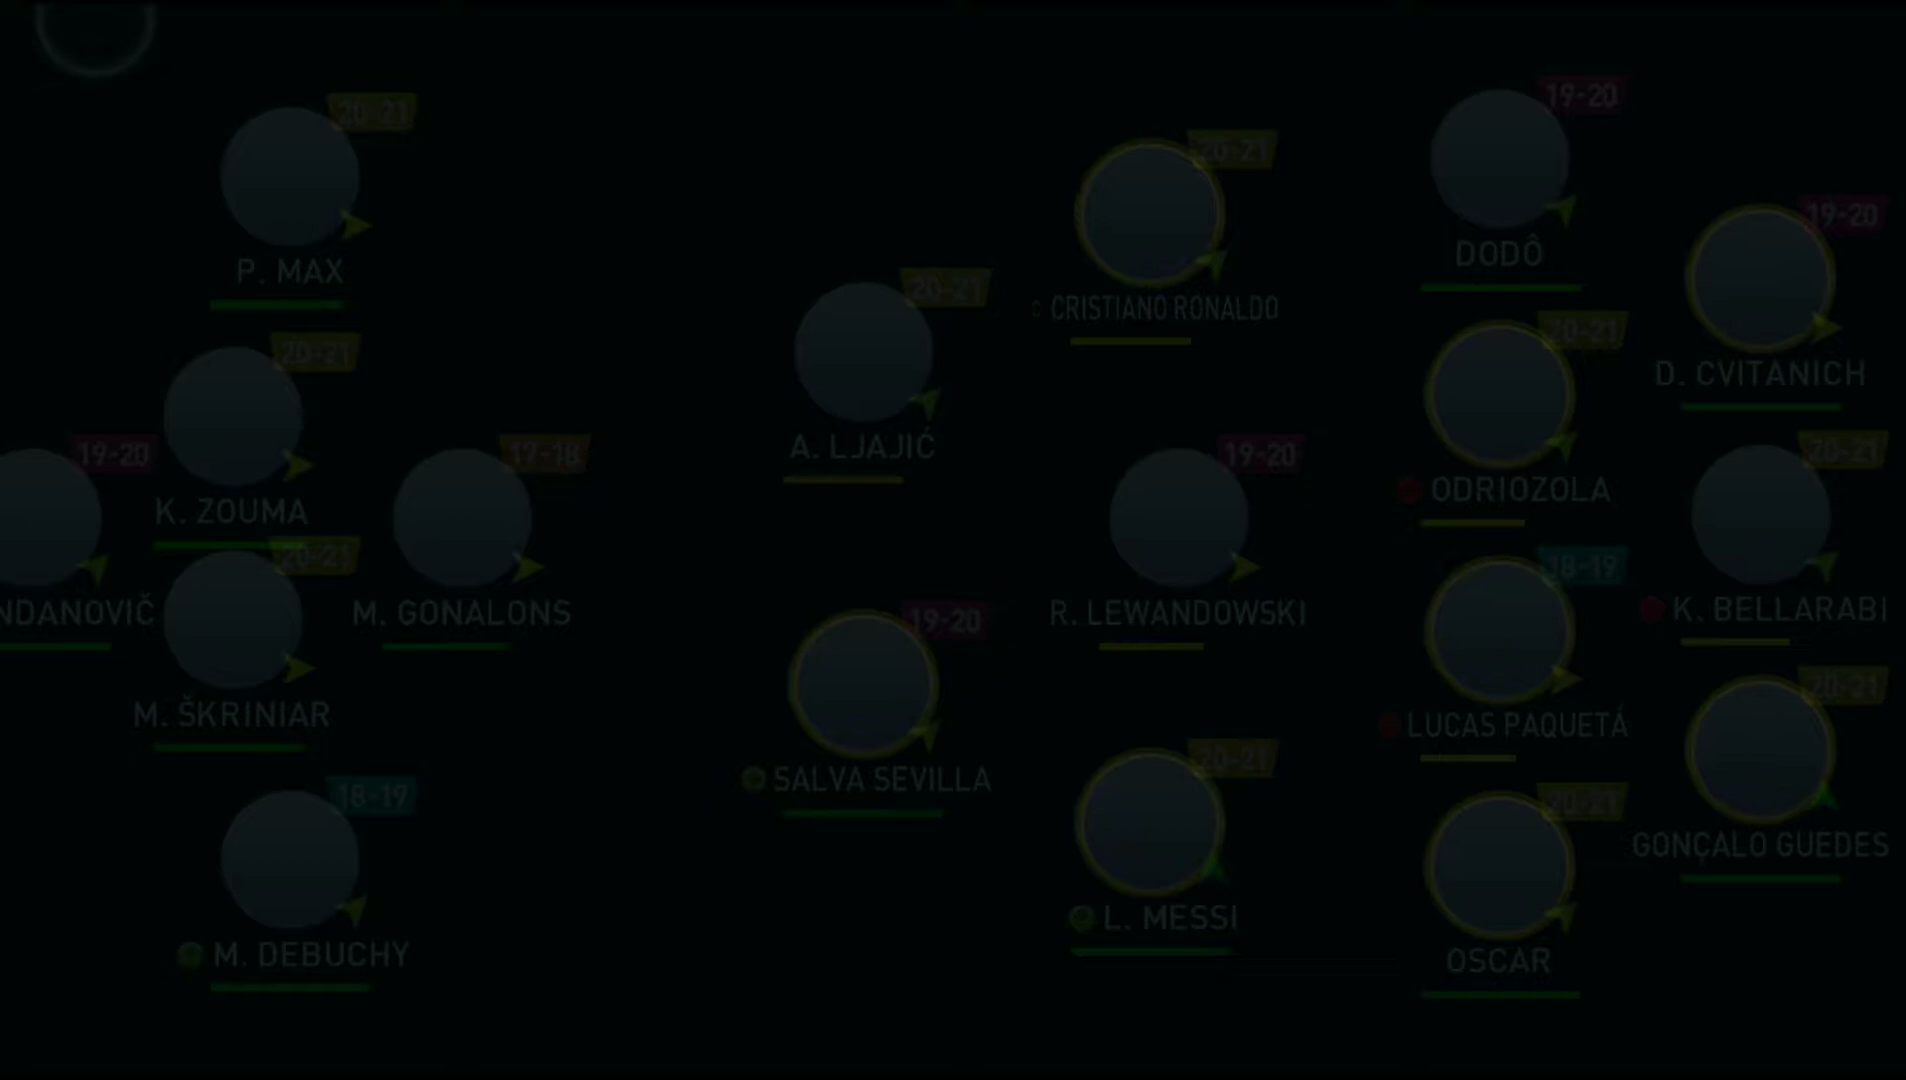 20-21
P. MAX
20-21
K. ZOUMA
19-20
NDANOVIČ
20-21
M. ŠKRINIAR
17-18
M. GONALONS
18-19
M. DEBUCHY
20-21
A. LJAJIĆ
19-20
SALVA SEVILLA
20-21
C CRISTIANO RONALDO
19-20
R. LEWANDOWSKI
20-21
L. MESSI
19-20
DODÔ
20-21
ODRIOZOLA
18-19
LUCAS PAQUETÁ
20-21
OSCAR
19-20
D. CVITANICH
20-21
K. BELLARABI
20-21
GONÇALO GUEDES